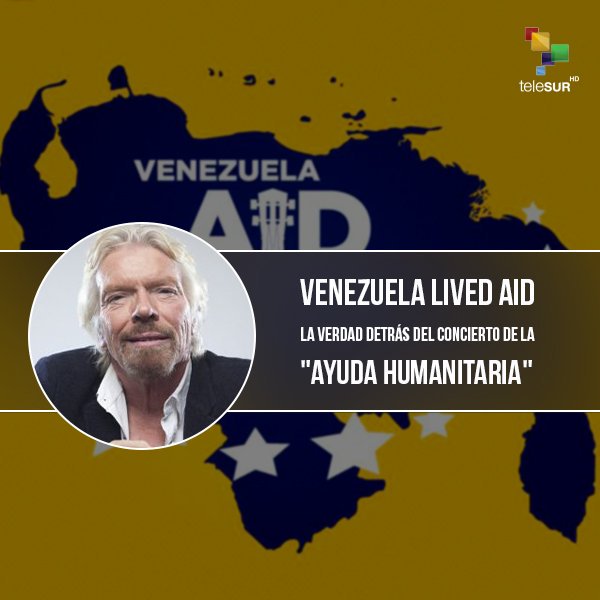 teleSUR HD
VENEZUELA
AID
VENEZUELA LIVED AID
LA VERDAD DETRÁS DEL CONCIERTO DE LA
"AYUDA HUMANITARIA"